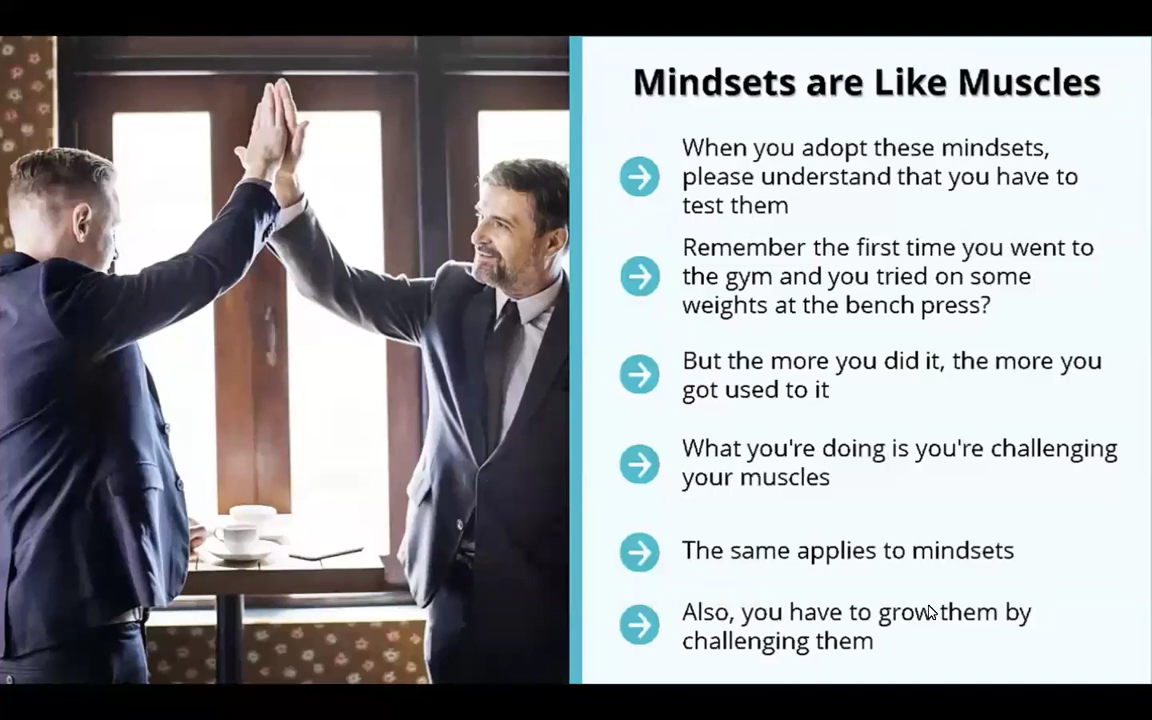 Mindsets are Like Muscles
When you adopt these mindsets,
please understand that you have to
test them
Remember the first time you went to
the gym and you tried on some
weights at the bench press?
But the more you did it, the more you
got used to it
What you're doing is you're challenging
your muscles
The same applies to mindsets
Also, you have to grow them by
challenging them